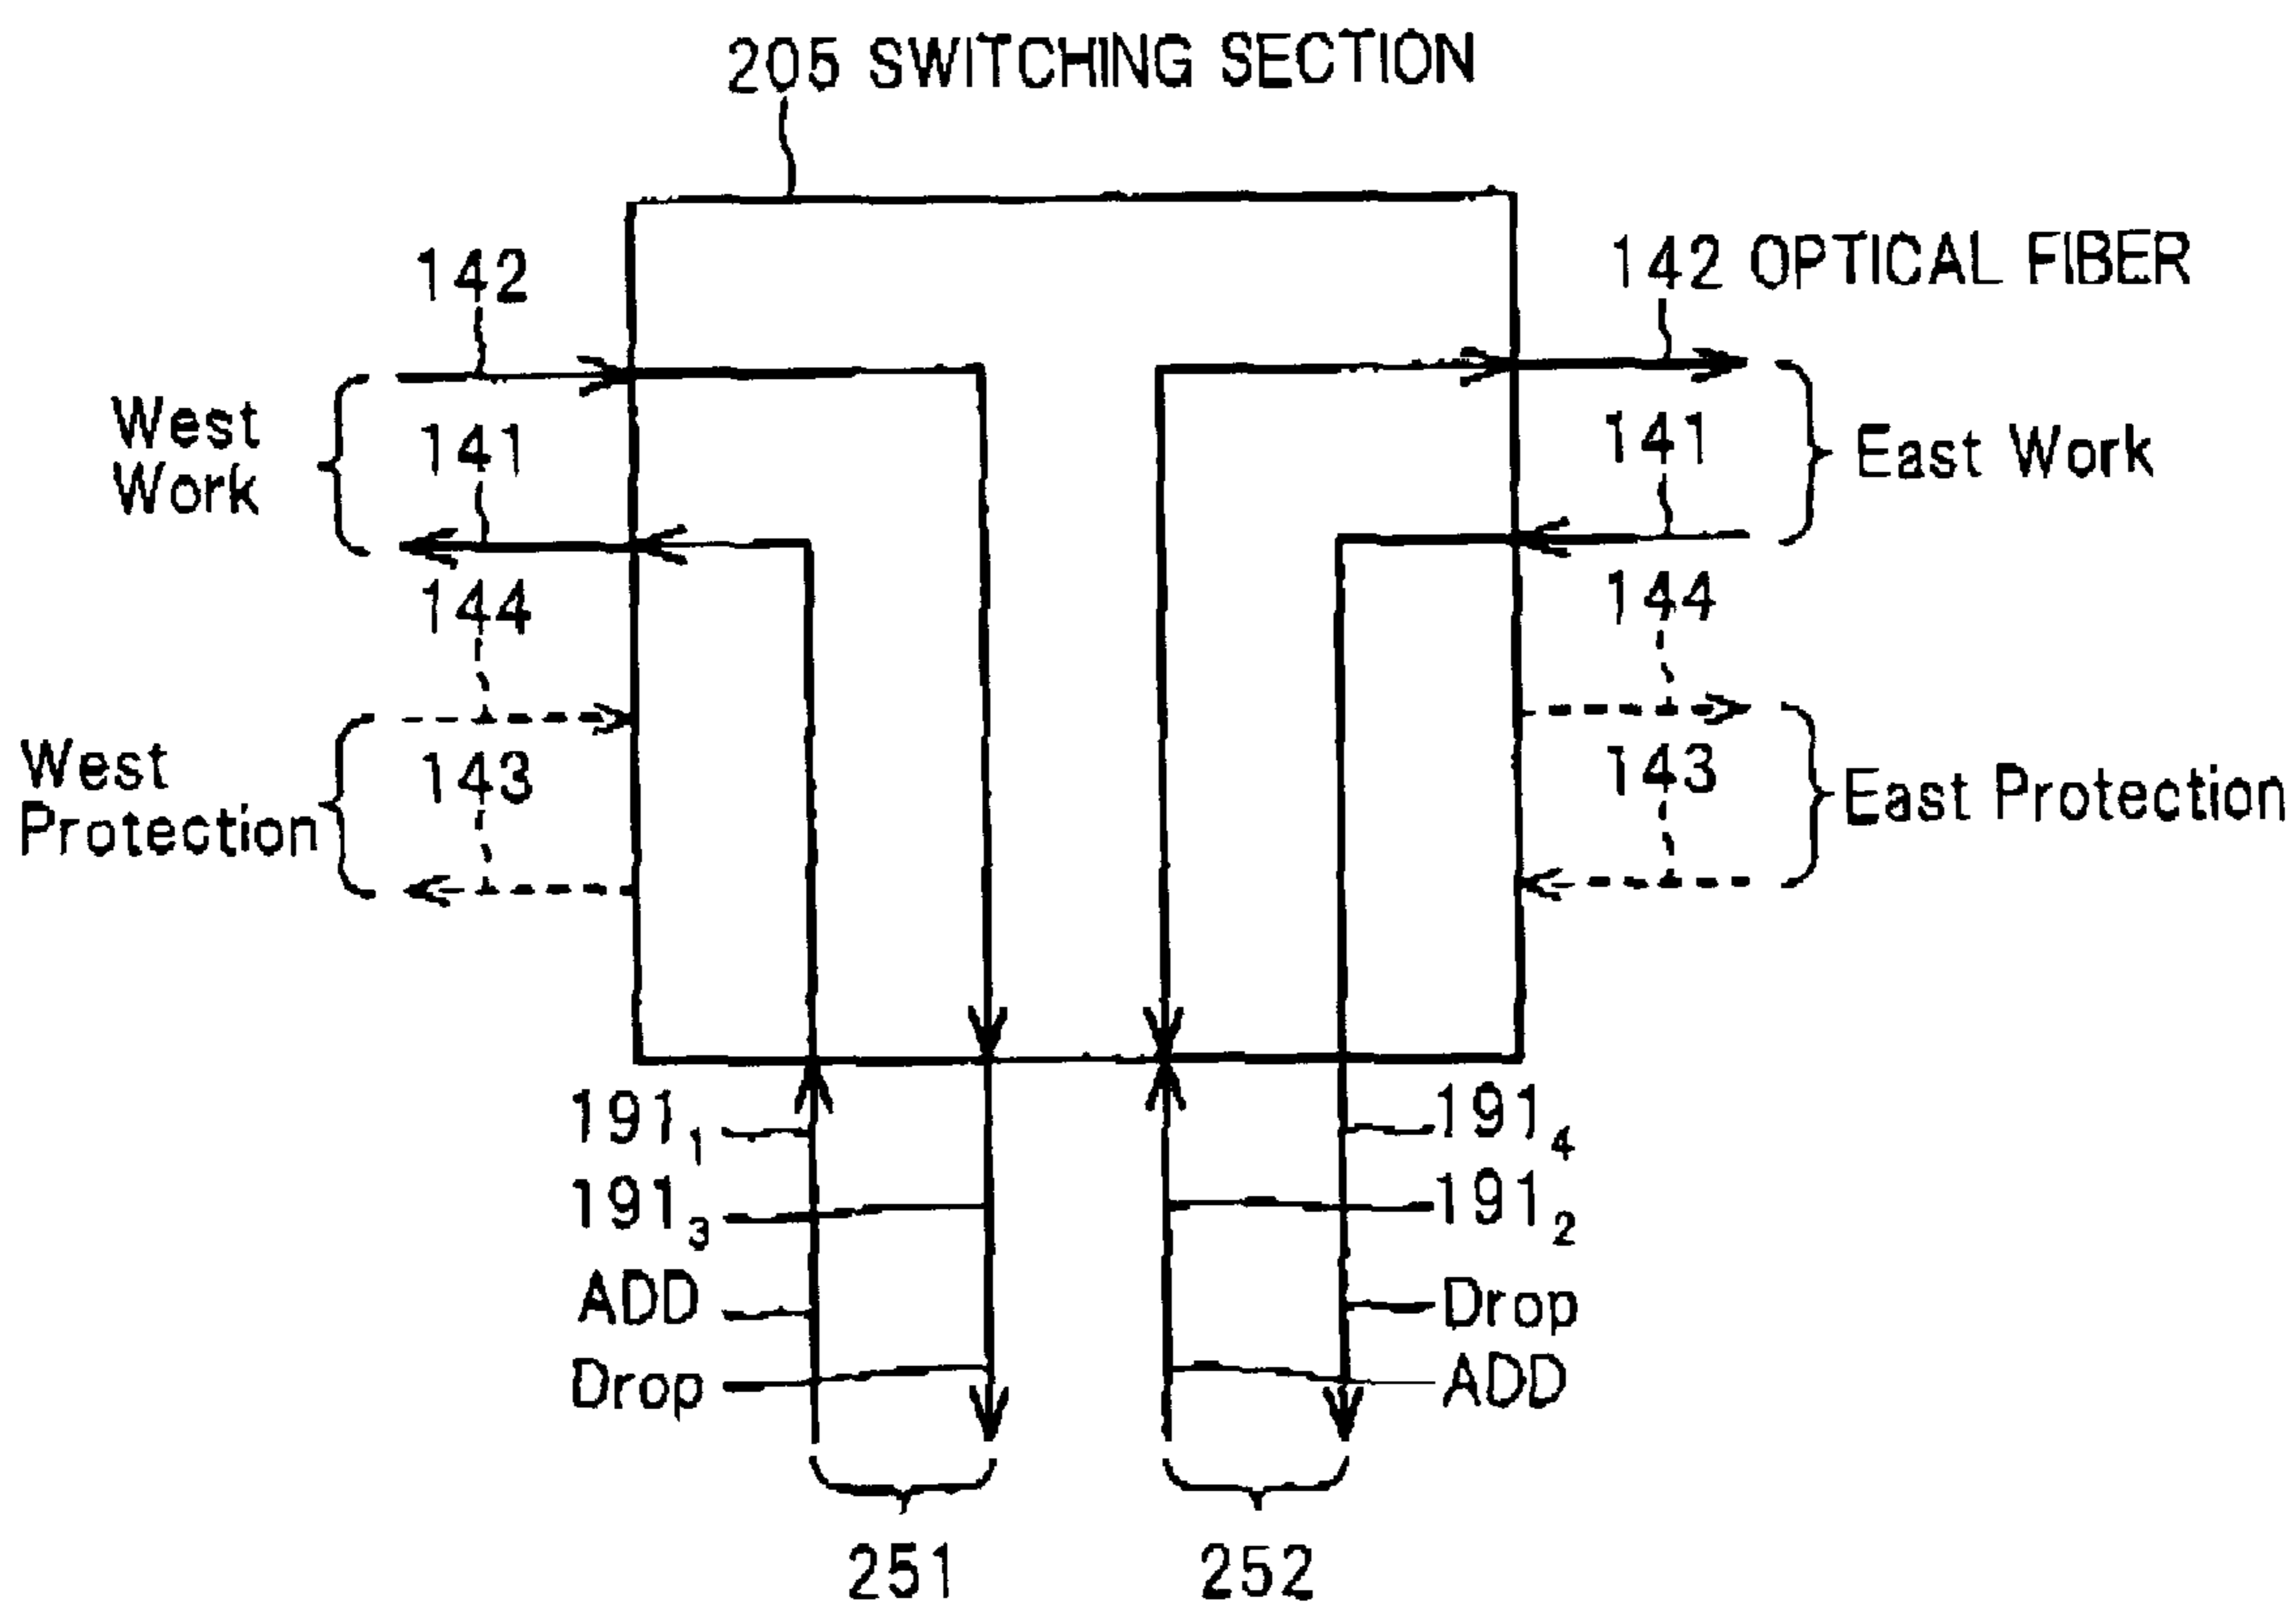 205 SWITCHING SECTION
142
142 OPTICAL FIBER
West
Work
141
141
East Work
144
144
West
Protection
143
143
East Protection
191₁
191₄
191₃
191₂
ADD
Drop
Drop
ADD
251
252